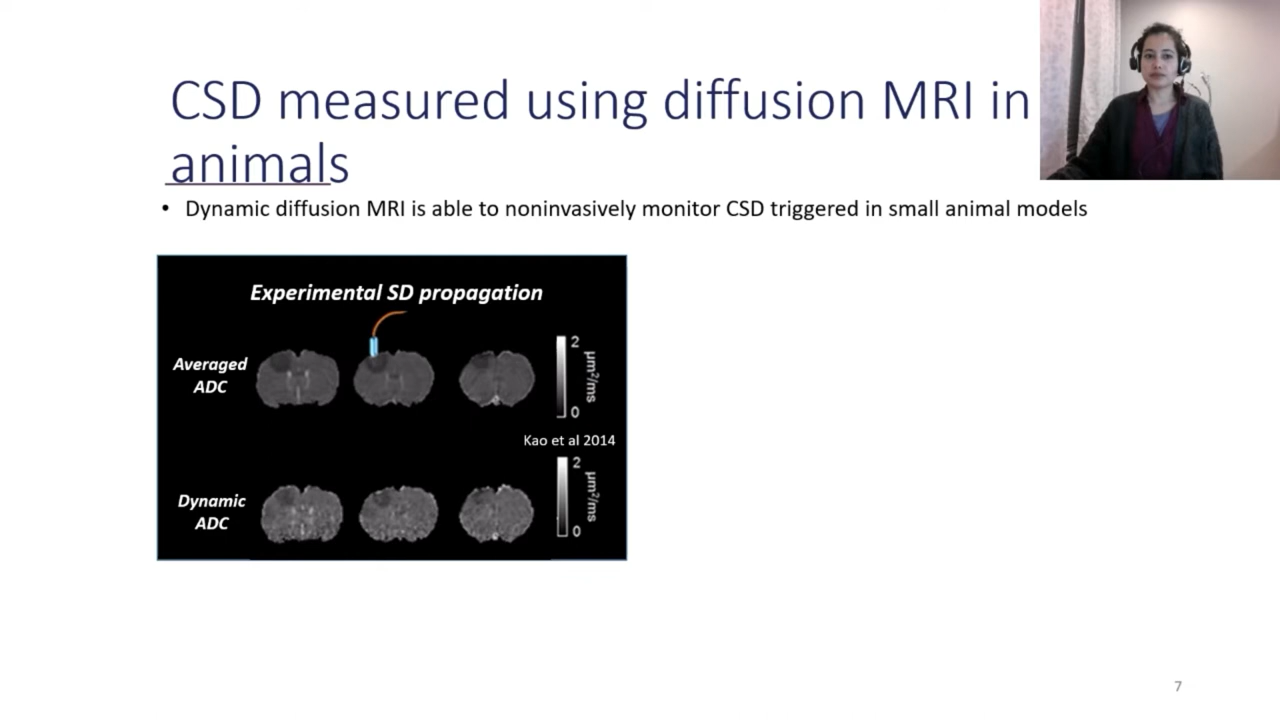 CSD measured using diffusion MRI in
animals
• Dynamic diffusion MRI is able to noninvasively monitor CSD triggered in small animal models
Experimental SD propagation
Averaged
ADC
2
μm²/ms
0
Kao et al 2014
Dynamic
ADC
2
μm²/ms
0
7